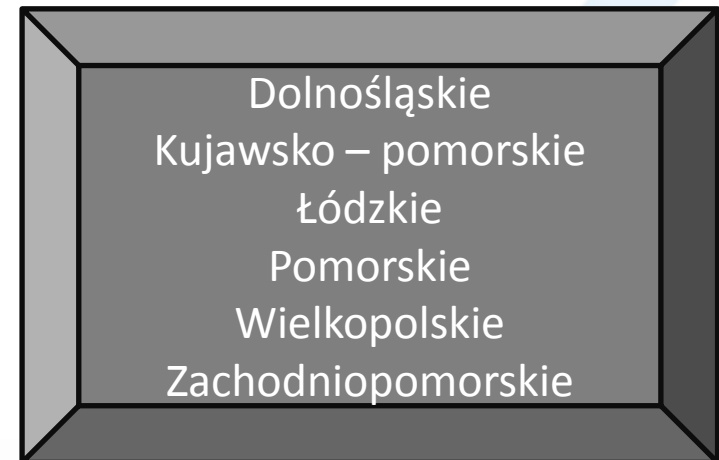 Dolnośląskie
Kujawsko – pomorskie
Łódzkie
Pomorskie
Wielkopolskie
Zachodniopomorskie